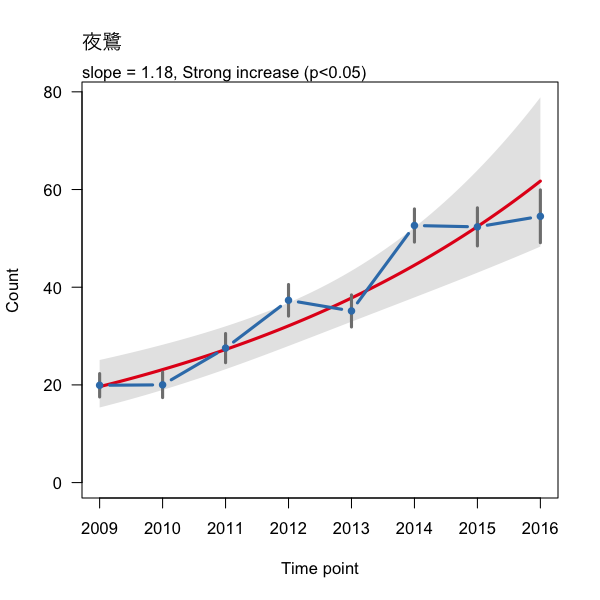 夜鷺
slope = 1.18, Strong increase (p<0.05)
80
60
40
20
0
Count
2009 2010 2011 2012 2013 2014 2015 2016
Time point